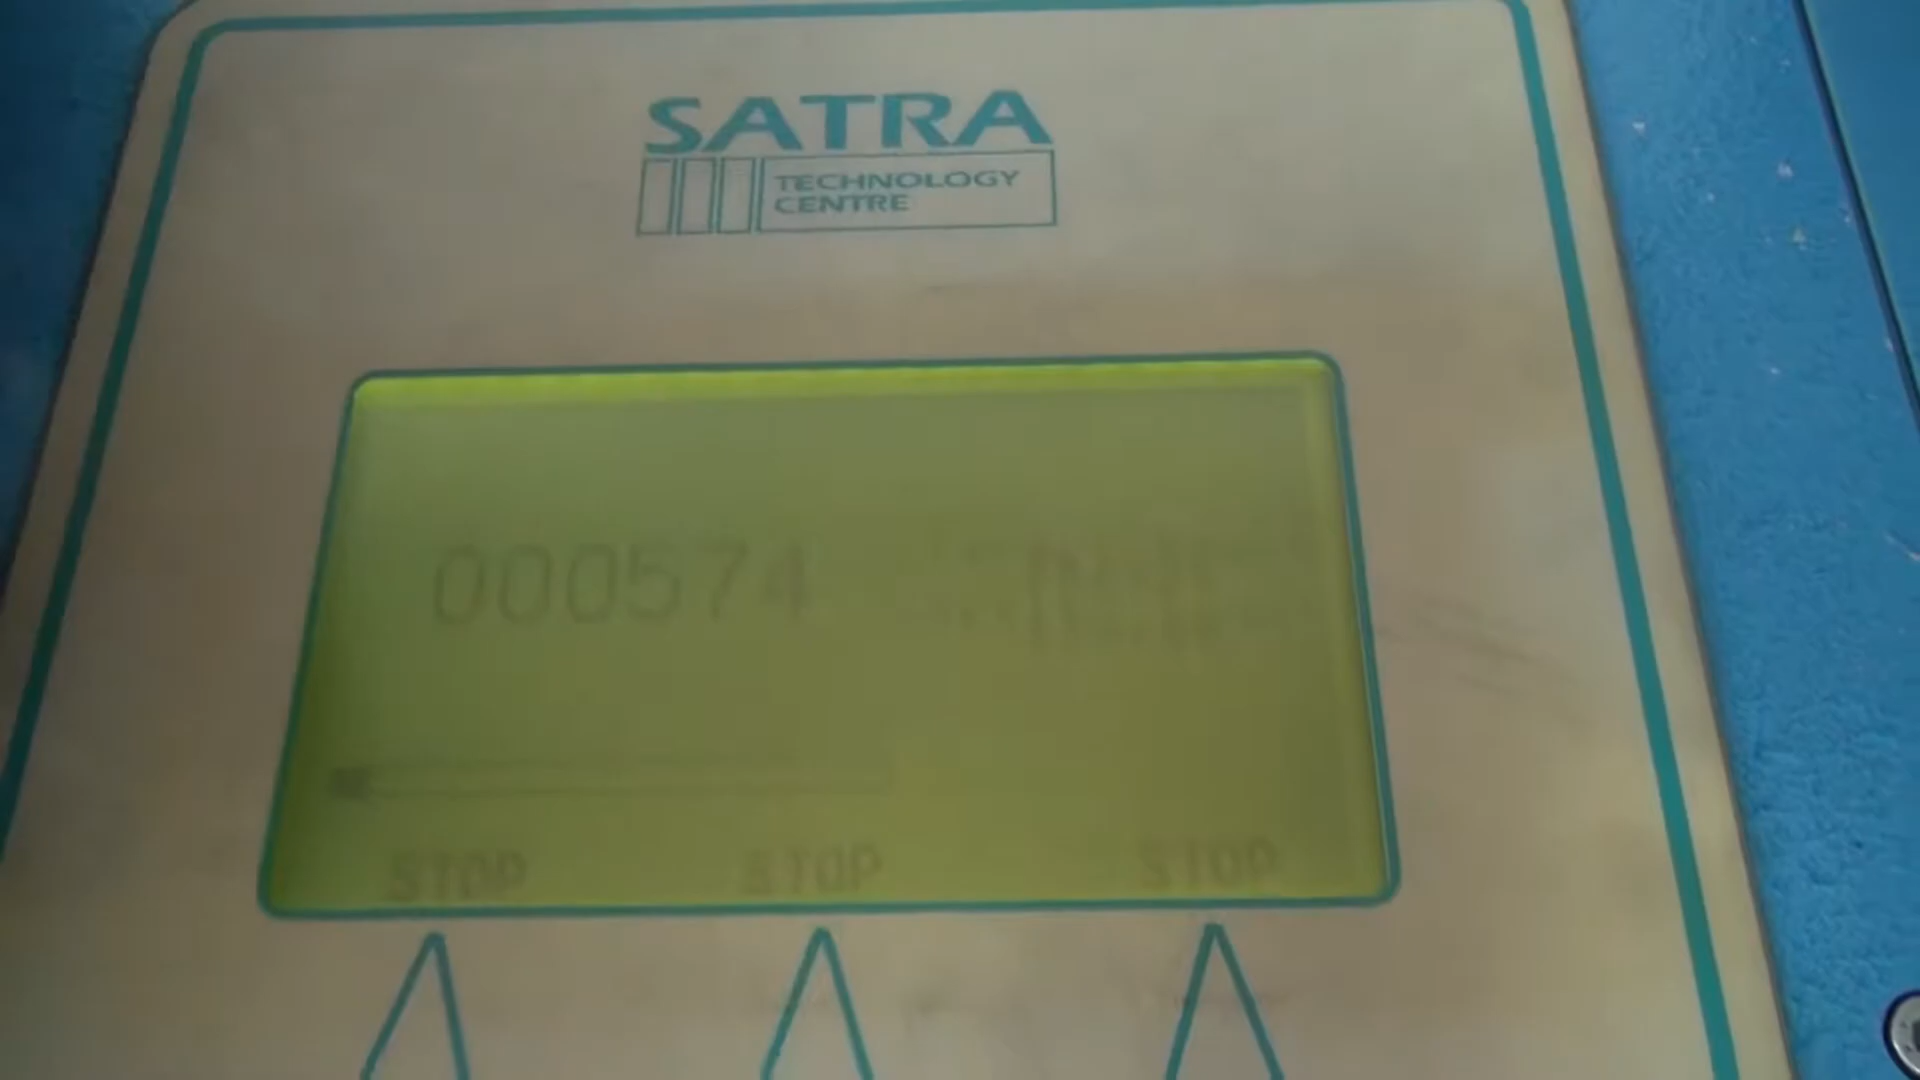 SATRA
TECHNOLOGY
CENTRE
000574
STOP STOP STOP